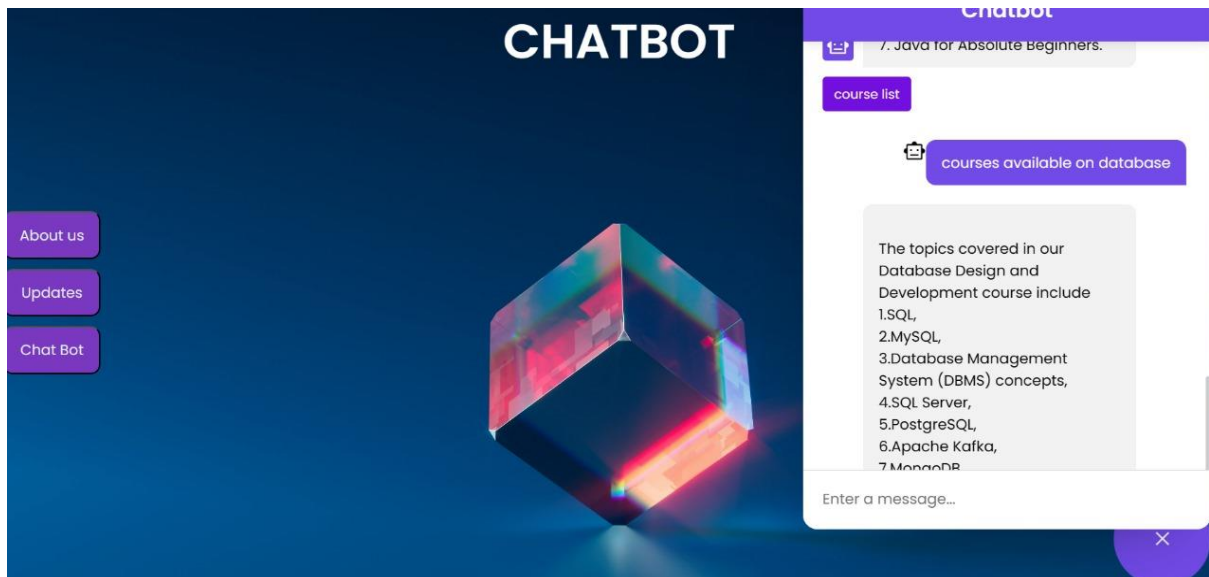 CHATBOT
About us
Updates
Chat Bot
Chatbot
7. Java for Absolute Beginners.
course list
courses available on database
The topics covered in our
Database Design and
Development course include
1.SQL,
2.MySQL,
3.Database Management
System (DBMS) concepts,
4.SQL Server,
5.PostgreSQL,
6.Apache Kafka,
7.MongoDB
Enter a message...